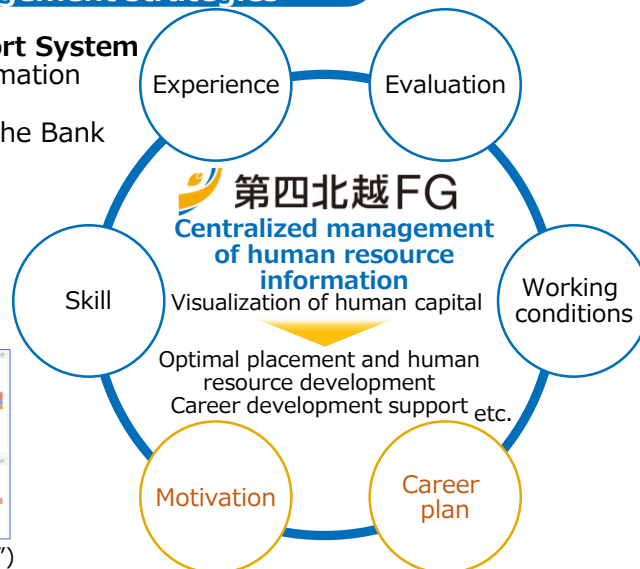 ort System
mation
he Bank
Experience
Evaluation
第四北越FG
Centralized management
of human resource
information
Visualization of human capital
Skill
Working
conditions
Optimal placement and human
resource development
Career development support etc.
Motivation
Career
plan
”)